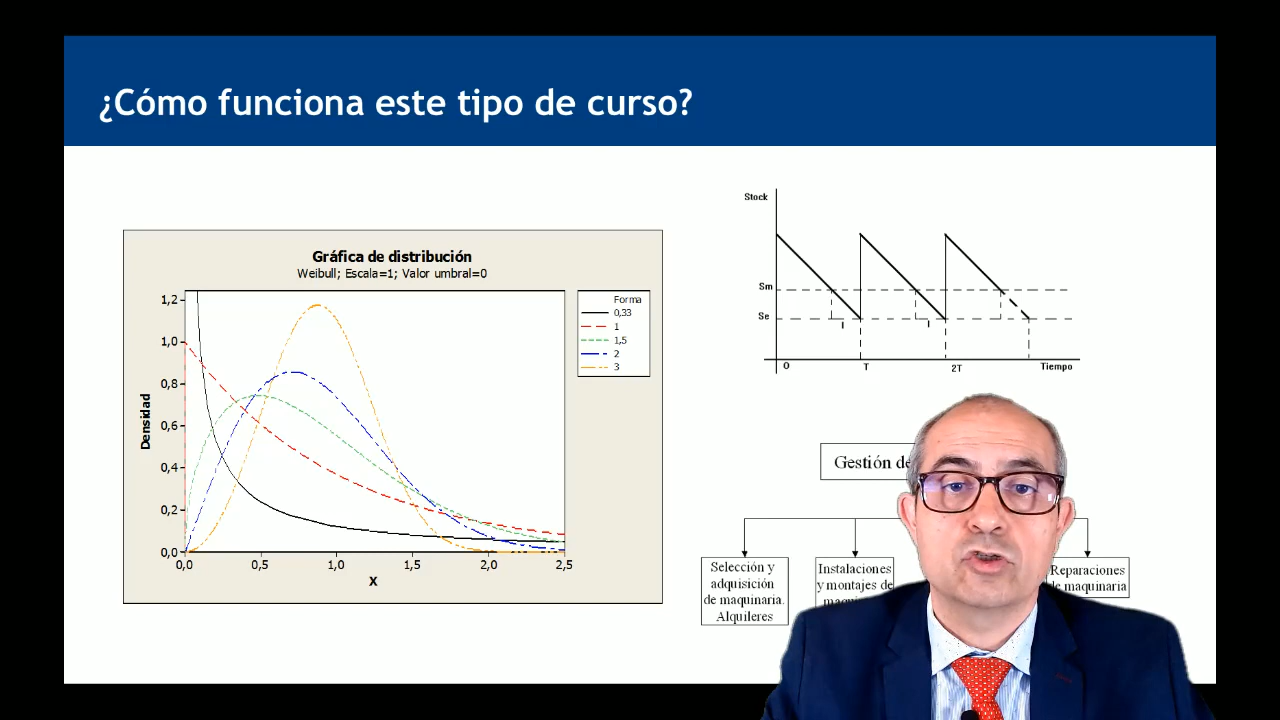 ¿Cómo funciona este tipo de curso?
Gráfica de distribución
Weibull; Escala=1; Valor umbral=0
1,2
1,0
0,8
0,6
0,4
0,2
0,0
Densidad
0,0 0,5 1,0 1,5 2,0 2,5
X
Forma
0,33
1
1,5
2
3
Stock
Sm
Se
0 T 2T Tiempo
Gestión de
Selección y
adquisición
de maquinaria.
Alquileres
Instalaciones
y montajes de
Reparaciones
de maquinaria